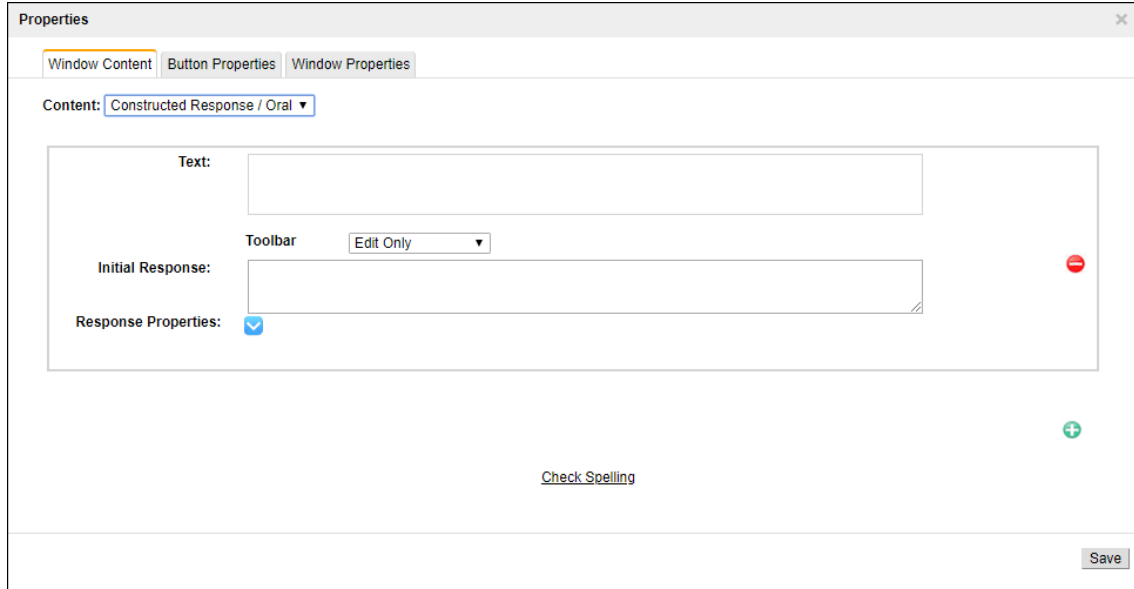 Properties
Window Content Button Properties Window Properties
Content: Constructed Response / Oral
Text:
Toolbar Edit Only
Initial Response:
Response Properties:
Check Spelling
Save